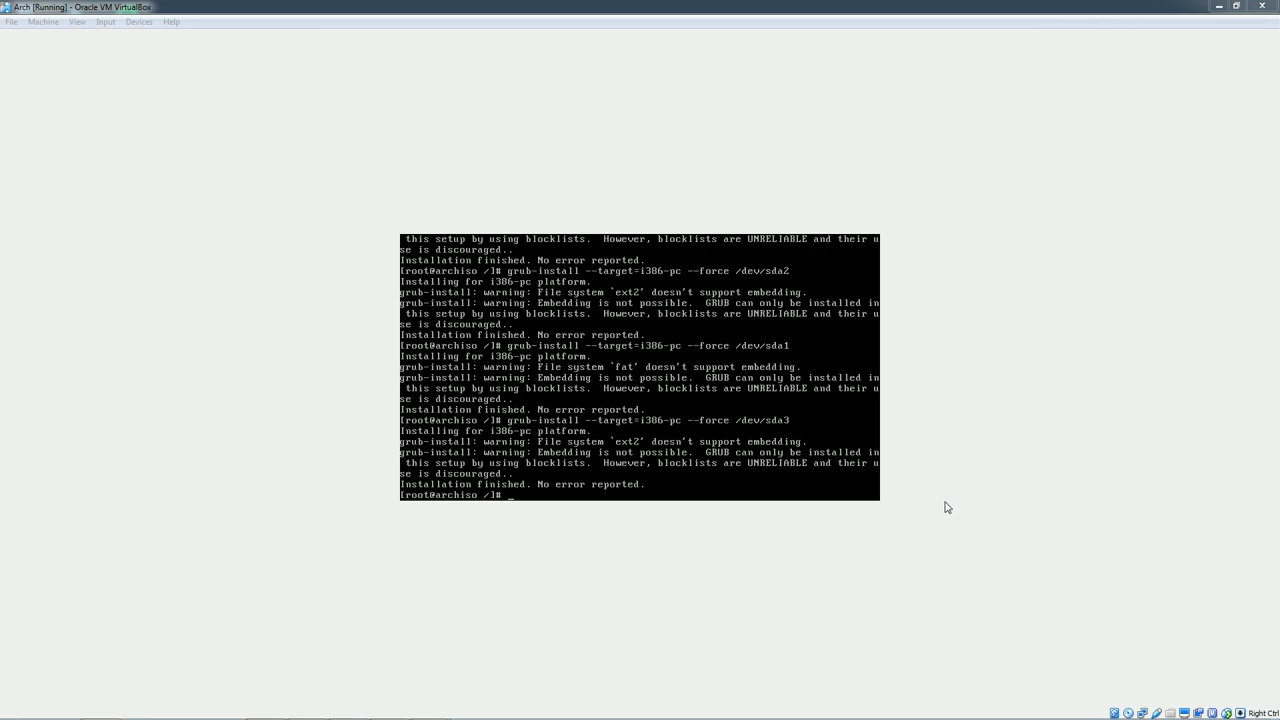 Arch [Running] - Oracle VM VirtualBox
File Machine View Input Devices Help
this setup by using blocklists.  However, blocklists are UNRELIABLE and their u
se is discouraged..
Installation finished. No error reported.
[root@archiso /]# grub-install --target=i386-pc --force /dev/sda2
Installing for i386-pc platform.
grub-install: warning: File system `ext2' doesn't support embedding.
grub-install: warning: Embedding is not possible.  GRUB can only be installed in
this setup by using blocklists.  However, blocklists are UNRELIABLE and their u
se is discouraged..
Installation finished. No error reported.
[root@archiso /]# grub-install --target=i386-pc --force /dev/sda1
Installing for i386-pc platform.
grub-install: warning: File system `fat' doesn't support embedding.
grub-install: warning: Embedding is not possible.  GRUB can only be installed in
this setup by using blocklists.  However, blocklists are UNRELIABLE and their u
se is discouraged..
Installation finished. No error reported.
[root@archiso /]# grub-install --target=i386-pc --force /dev/sda3
Installing for i386-pc platform.
grub-install: warning: File system `ext2' doesn't support embedding.
grub-install: warning: Embedding is not possible.  GRUB can only be installed in
this setup by using blocklists.  However, blocklists are UNRELIABLE and their u
se is discouraged..
Installation finished. No error reported.
[root@archiso /]# _
Right Ctrl